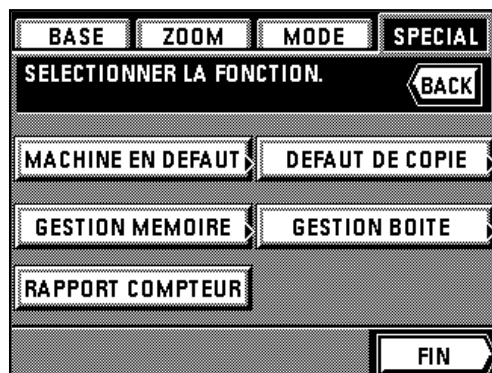 BASE ZOOM MODE SPECIAL
SELECTIONNER LA FONCTION.
BACK
MACHINE EN DEFAUT DEFAUT DE COPIE
GESTION MEMOIRE GESTION BOITE
RAPPORT COMPTEUR
FIN